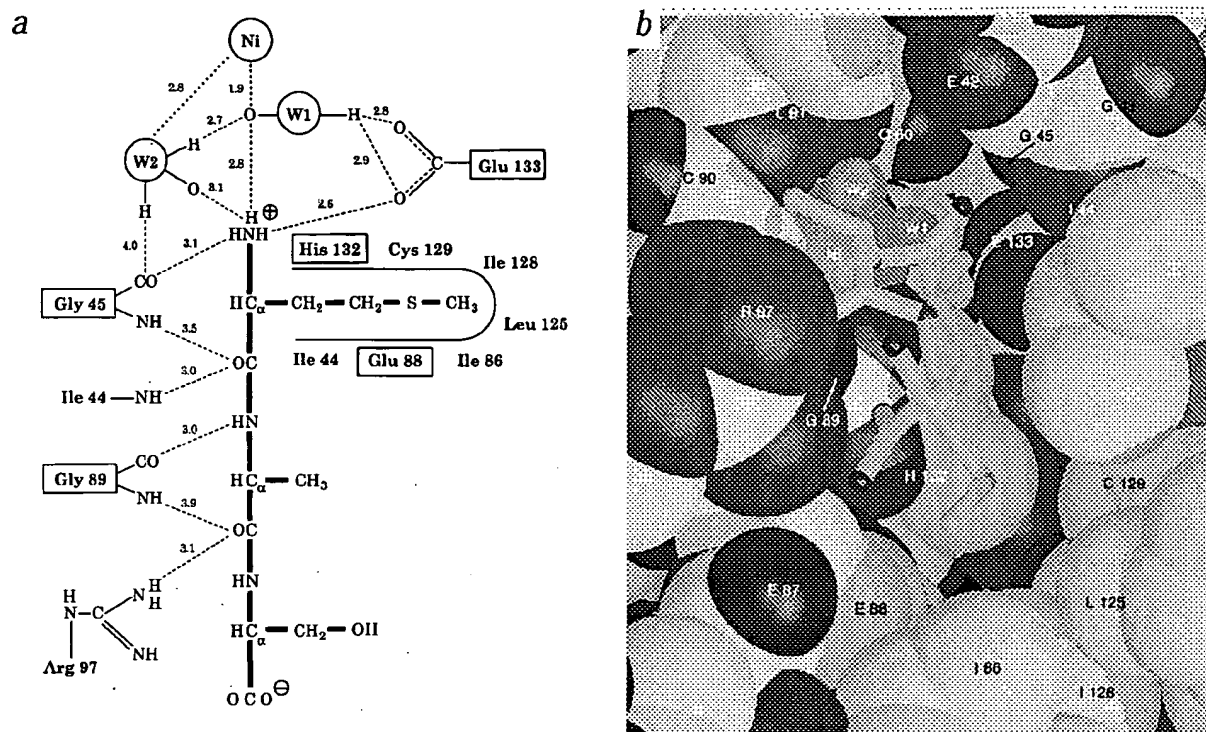 a
Ni
2.8
1.9
O
W1
H
2.8
O
H
2.7
W2
2.8
2.9
C
Glu 133
O
3.1
H
O
2.6
H ⊕
4.0
3.1
HNH
His 132
Cys 129
Ile 128
CO
Gly 45
HCα
CH2
CH2
S
CH3
NH
Leu 125
3.5
OC
Ile 44
Glu 88
Ile 86
3.0
Ile 44
NH
HN
3.0
CO
Gly 89
HCα
CH3
NH
3.9
OC
3.1
HN
H
N
H
H
N
C
HCα
CH2
OH
NH
Arg 97
OCO⊖
b
E 48
L 91
G 45
C 90
W1
133
R 97
G 89
H
C 129
E 87
E 88
L 125
I 86
I 128